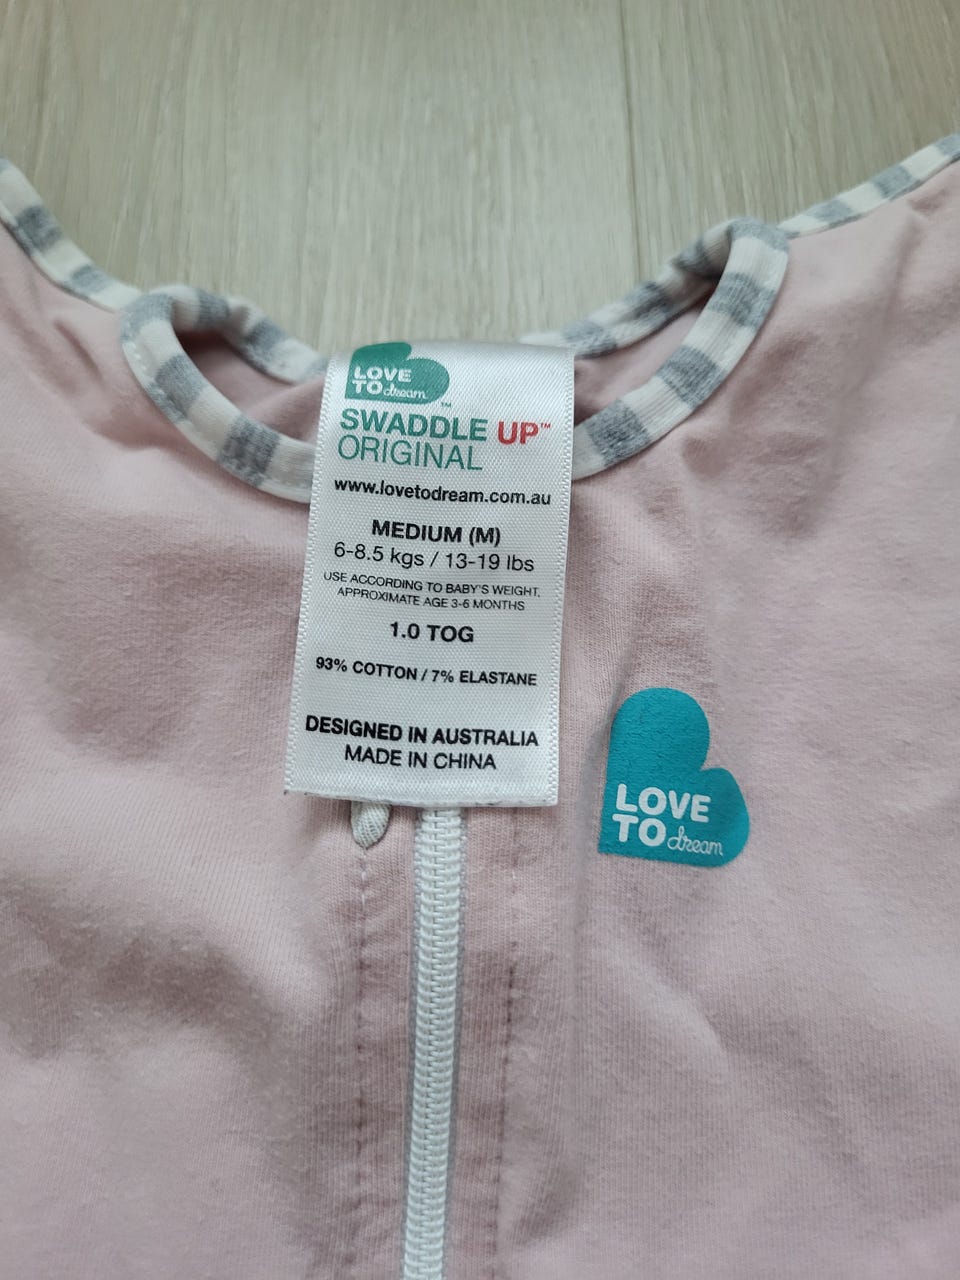 LOVE
TO dream™
SWADDLE UP™
ORIGINAL
www.lovetodream.com.au
MEDIUM (M)
6-8.5 kgs / 13-19 lbs
USE ACCORDING TO BABY'S WEIGHT.
APPROXIMATE AGE 3-6 MONTHS
1.0 TOG
93% COTTON / 7% ELASTANE
DESIGNED IN AUSTRALIA
MADE IN CHINA
LOVE
TO dream